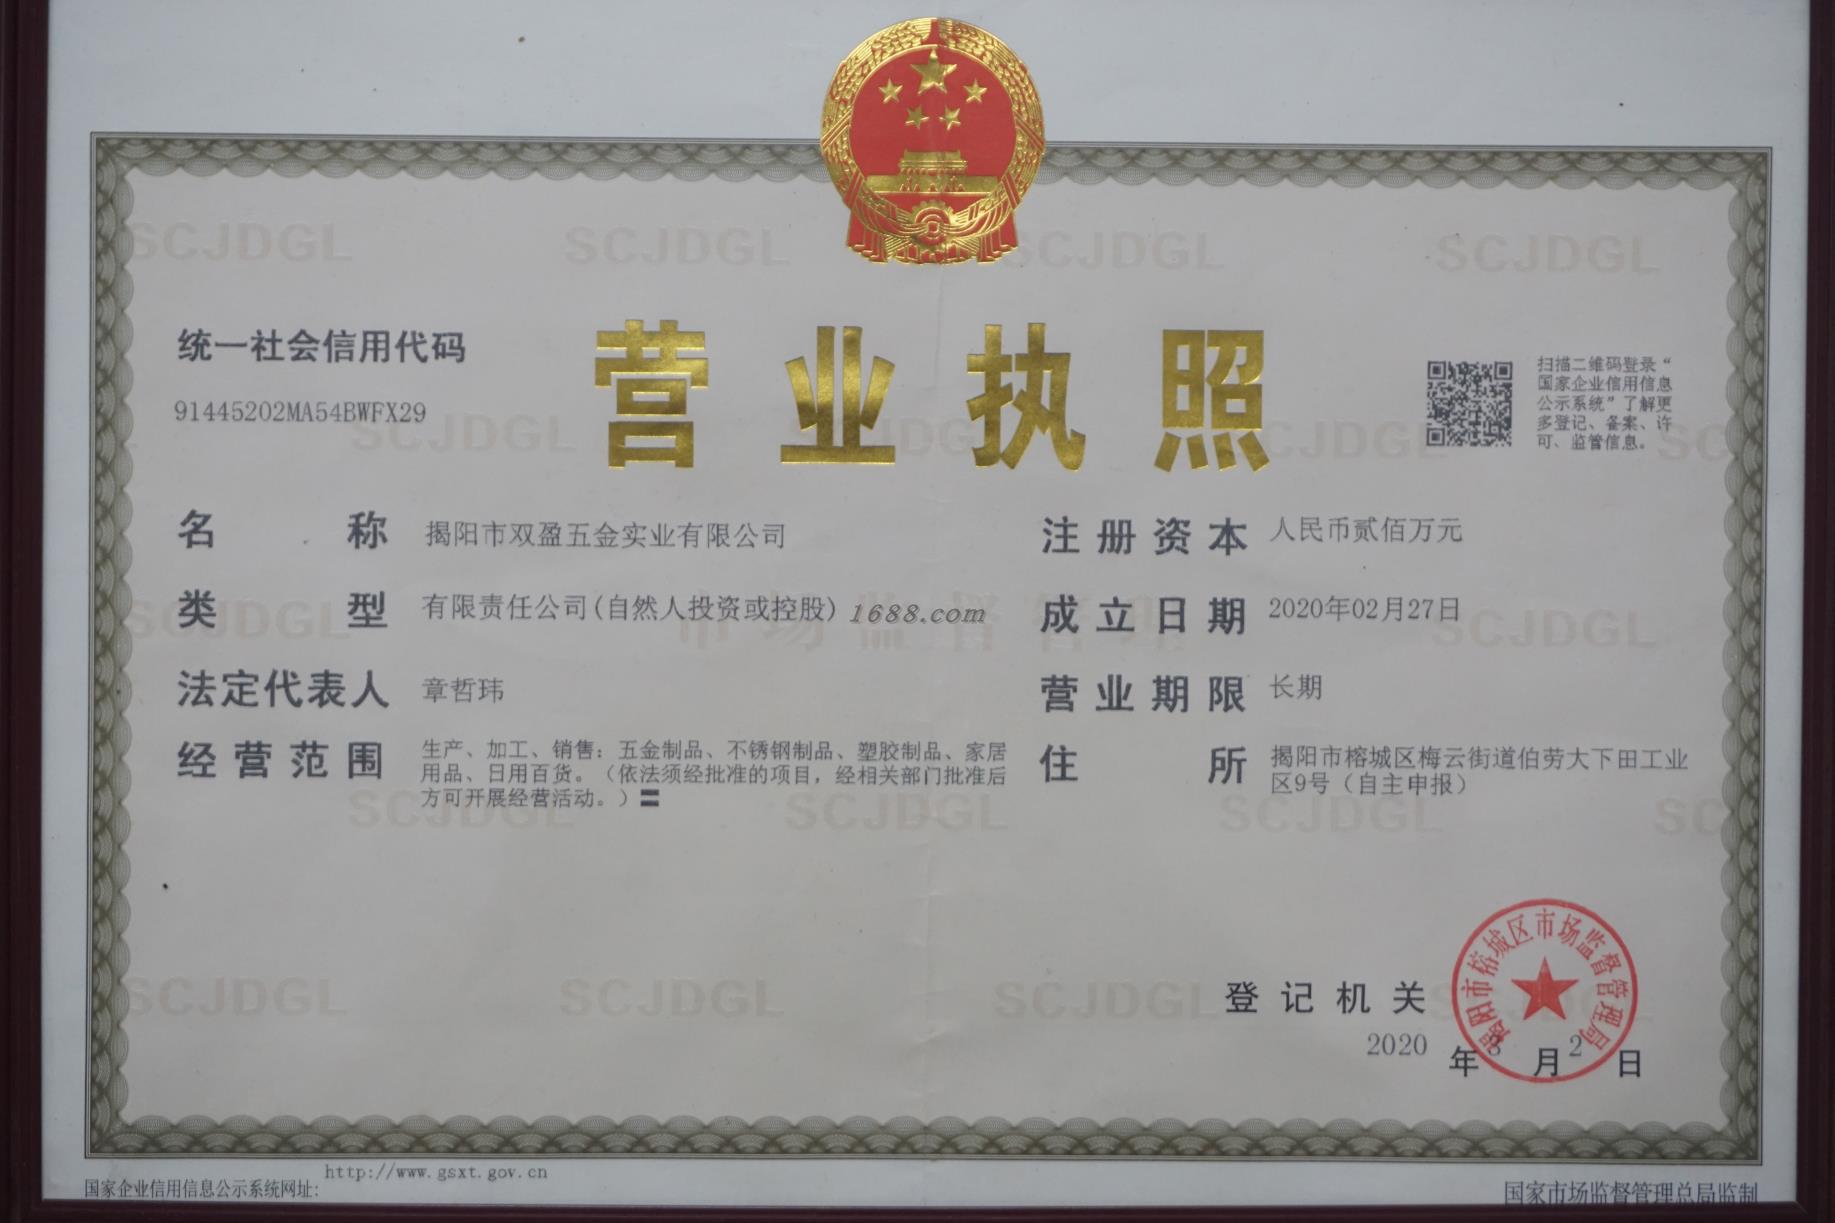 营业执照
统一社会信用代码
91445202MA54BWFX29
扫描二维码登录“
国家企业信用信息
公示系统”了解更
多登记、备案、许
可、监管信息。
名称 揭阳市双盈五金实业有限公司
类型 有限责任公司(自然人投资或控股)
1688.com
法定代表人 章哲玮
经营范围 生产、加工、销售：五金制品、不锈钢制品、塑胶制品、家居
用品、日用百货。（依法须经批准的项目，经相关部门批准后
方可开展经营活动。）〓
注册资本 人民币贰佰万元
成立日期 2020年02月27日
营业期限 长期
住所 揭阳市榕城区梅云街道伯劳大下田工业
区9号（自主申报）
登记机关
揭阳市榕城区市场监督管理局
2020年3月2日
SCJDGL
市场监督管理
国家企业信用信息公示系统网址: http://www.gsxt.gov.cn
国家市场监督管理总局监制